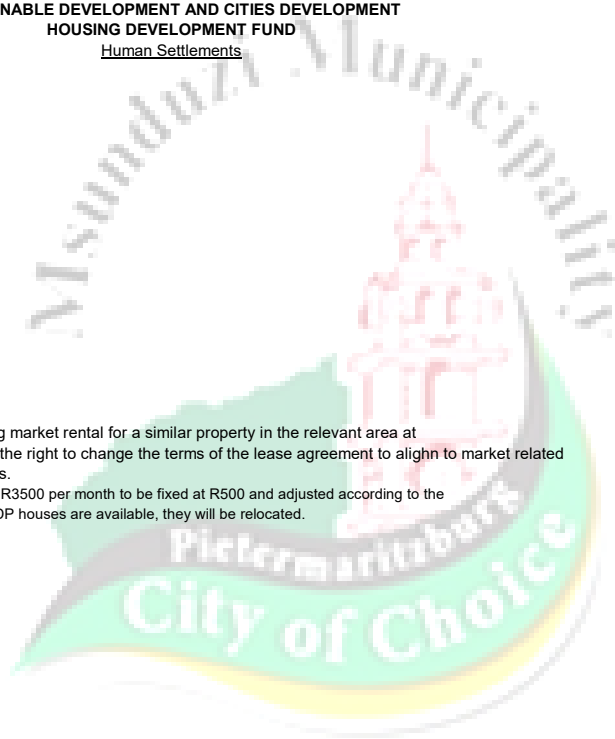 NABLE DEVELOPMENT AND CITIES DEVELOPMENT
HOUSING DEVELOPMENT FUND
Human Settlements
Msunduzi Municipality
g market rental for a similar property in the relevant area at
the right to change the terms of the lease agreement to alighn to market related
s.
R3500 per month to be fixed at R500 and adjusted according to the
OP houses are available, they will be relocated.
Pietermaritzburg
City of Choice